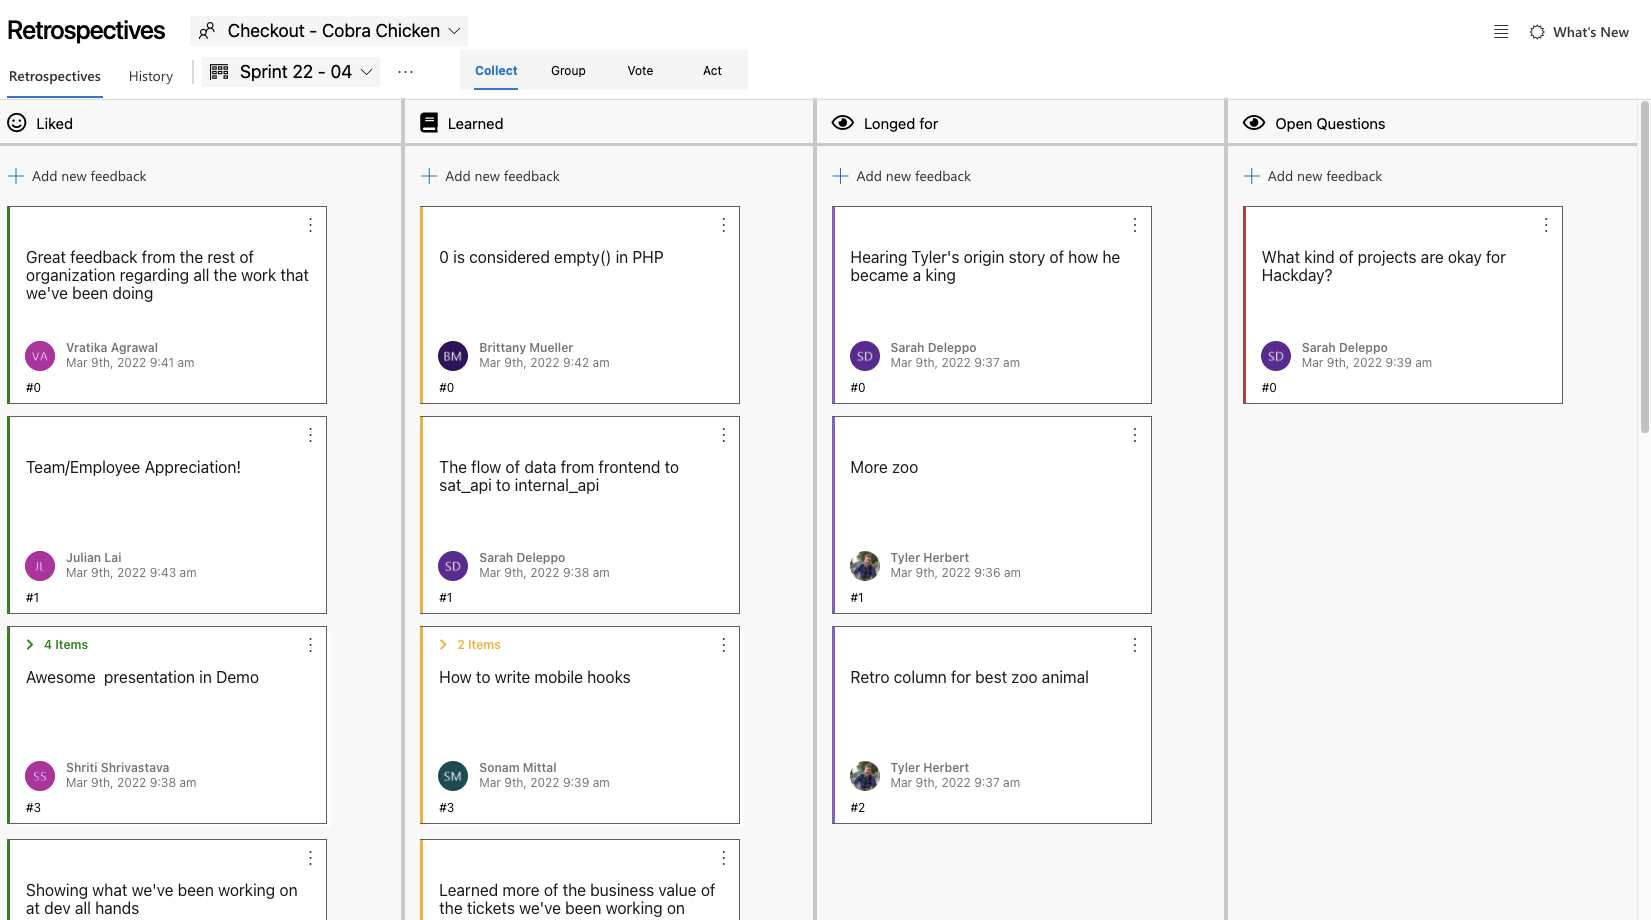 Retrospectives
Checkout - Cobra Chicken
What's New
Retrospectives
History
Sprint 22 - 04
Collect
Group
Vote
Act
Liked
Add new feedback
Great feedback from the rest of
organization regarding all the work that
we've been doing
VA
Vratika Agrawal
Mar 9th, 2022 9:41 am
#0
Team/Employee Appreciation!
JL
Julian Lai
Mar 9th, 2022 9:43 am
#1
4 Items
Awesome  presentation in Demo
SS
Shriti Shrivastava
Mar 9th, 2022 9:38 am
#3
Showing what we've been working on
at dev all hands
Learned
Add new feedback
0 is considered empty() in PHP
BM
Brittany Mueller
Mar 9th, 2022 9:42 am
#0
The flow of data from frontend to
sat_api to internal_api
SD
Sarah Deleppo
Mar 9th, 2022 9:38 am
#1
2 Items
How to write mobile hooks
SM
Sonam Mittal
Mar 9th, 2022 9:39 am
#3
Learned more of the business value of
the tickets we've been working on
Longed for
Add new feedback
Hearing Tyler's origin story of how he
became a king
SD
Sarah Deleppo
Mar 9th, 2022 9:37 am
#0
More zoo
Tyler Herbert
Mar 9th, 2022 9:36 am
#1
Retro column for best zoo animal
Tyler Herbert
Mar 9th, 2022 9:37 am
#2
Open Questions
Add new feedback
What kind of projects are okay for
Hackday?
SD
Sarah Deleppo
Mar 9th, 2022 9:39 am
#0